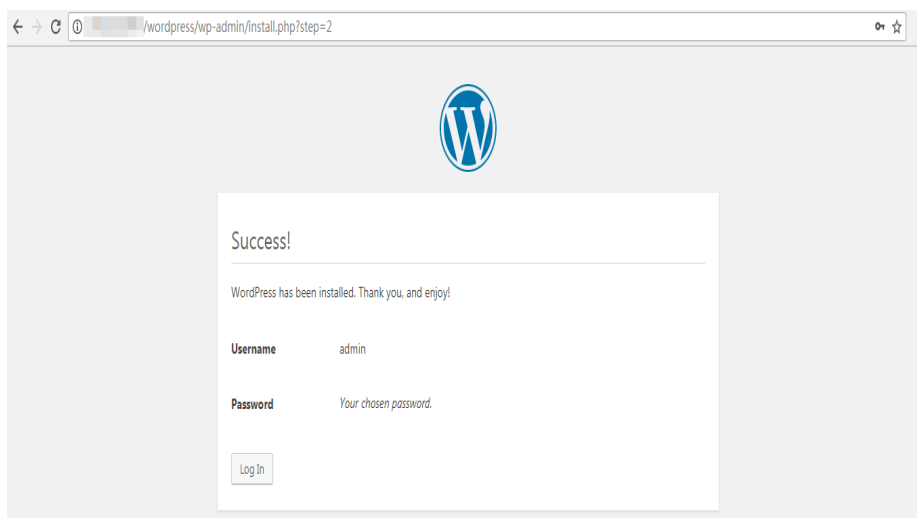 /wordpress/wp-admin/install.php?step=2
Success!
WordPress has been installed. Thank you, and enjoy!
Username admin
Password Your chosen password.
Log In